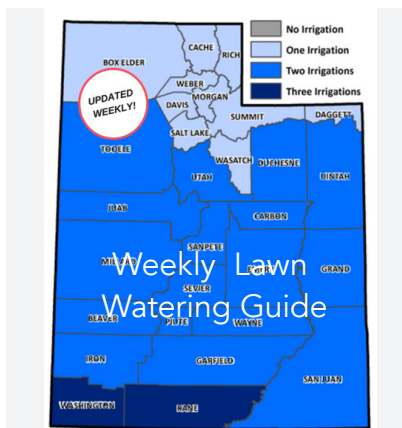 No Irrigation
One Irrigation
Two Irrigations
Three Irrigations
CACHE
RICH
BOX ELDER
WEBER
MORGAN
UPDATED
WEEKLY!
DAVIS
SUMMIT
DAGGETT
SALT LAKE
TOOELE
WASATCH
DUCHESNE
UTAH
UINTAH
JUAB
CARBON
SANPETE
MILLARD
EMERY
GRAND
Weekly Lawn
SEVIER
Watering Guide
BEAVER
PIUTE
WAYNE
IRON
GARFIELD
SAN JUAN
WASHINGTON
KANE